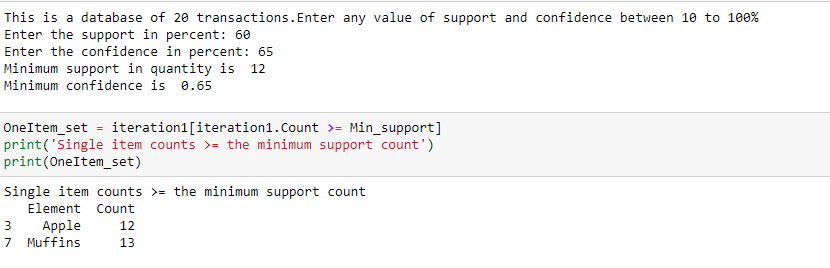 This is a database of 20 transactions.Enter any value of support and confidence between 10 to 100%
Enter the support in percent: 60
Enter the confidence in percent: 65
Minimum support in quantity is  12
Minimum confidence is  0.65
OneItem_set = iteration1[iteration1.Count >= Min_support]
print('Single item counts >= the minimum support count')
print(OneItem_set)
Single item counts >= the minimum support count
   Element  Count
3    Apple     12
7  Muffins     13